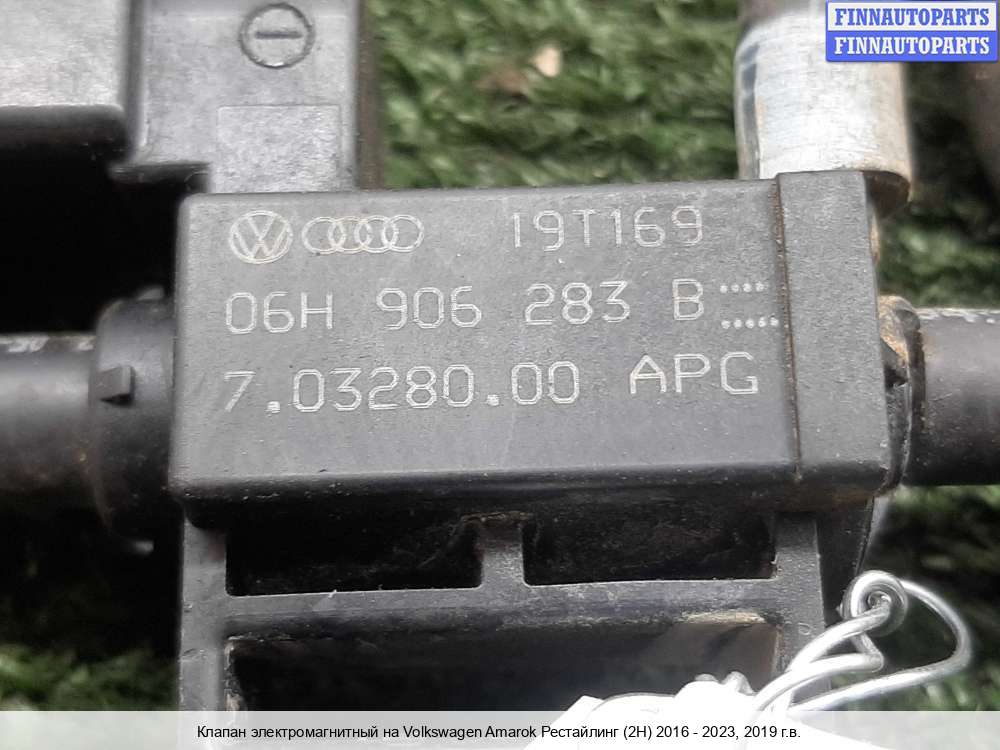 FINNAUTOPARTS
FINNAUTOPARTS
19T169
06H 906 283 B
7.03280.00 APG
Клапан электромагнитный на Volkswagen Amarok Рестайлинг (2H) 2016 - 2023, 2019 г.в.